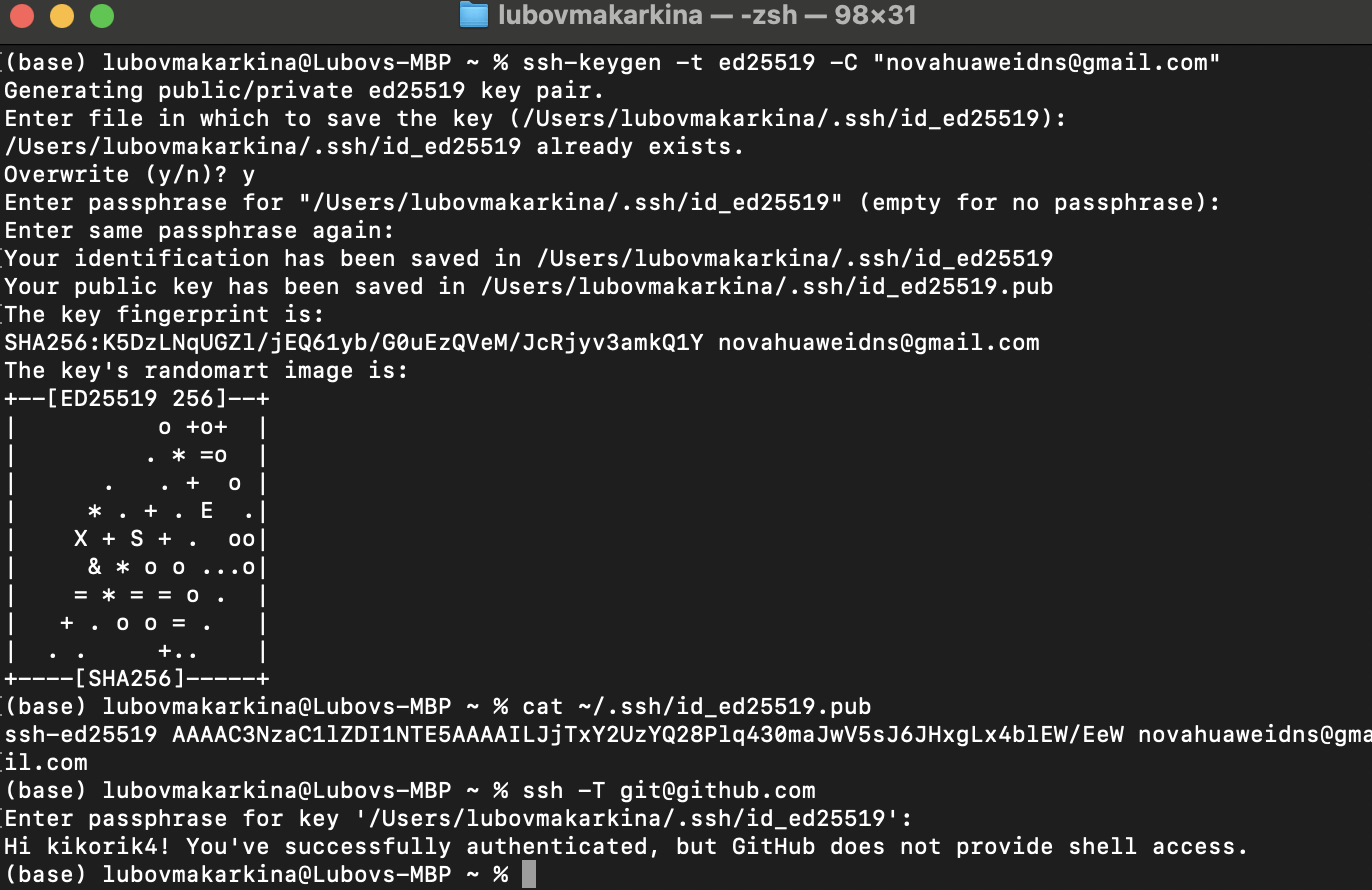 lubovmakarkina — -zsh — 98×31
(base) lubovmakarkina@Lubovs-MBP ~ % ssh-keygen -t ed25519 -C "novahuaweidns@gmail.com"
Generating public/private ed25519 key pair.
Enter file in which to save the key (/Users/lubovmakarkina/.ssh/id_ed25519):
/Users/lubovmakarkina/.ssh/id_ed25519 already exists.
Overwrite (y/n)? y
Enter passphrase for "/Users/lubovmakarkina/.ssh/id_ed25519" (empty for no passphrase):
Enter same passphrase again:
Your identification has been saved in /Users/lubovmakarkina/.ssh/id_ed25519
Your public key has been saved in /Users/lubovmakarkina/.ssh/id_ed25519.pub
The key fingerprint is:
SHA256:K5DzLNqUGZl/jEQ61yb/G0uEzQVeM/JcRjyv3amkQ1Y novahuaweidns@gmail.com
The key's randomart image is:
+--[ED25519 256]--+
|          o +o+  |
|         . * =o  |
|      .   . +  o |
|     * . + . E  .|
|    X + S + .  oo|
|     & * o o ...o|
|    = * = = o .  |
|   + . o o = .   |
|  . .     +..    |
+----[SHA256]-----+
(base) lubovmakarkina@Lubovs-MBP ~ % cat ~/.ssh/id_ed25519.pub
ssh-ed25519 AAAAC3NzaC1lZDI1NTE5AAAAILJjTxY2UzYQ28Plq430maJwV5sJ6JHxgLx4blEW/EeW novahuaweidns@gma
il.com
(base) lubovmakarkina@Lubovs-MBP ~ % ssh -T git@github.com
Enter passphrase for key '/Users/lubovmakarkina/.ssh/id_ed25519':
Hi kikorik4! You've successfully authenticated, but GitHub does not provide shell access.
(base) lubovmakarkina@Lubovs-MBP ~ %